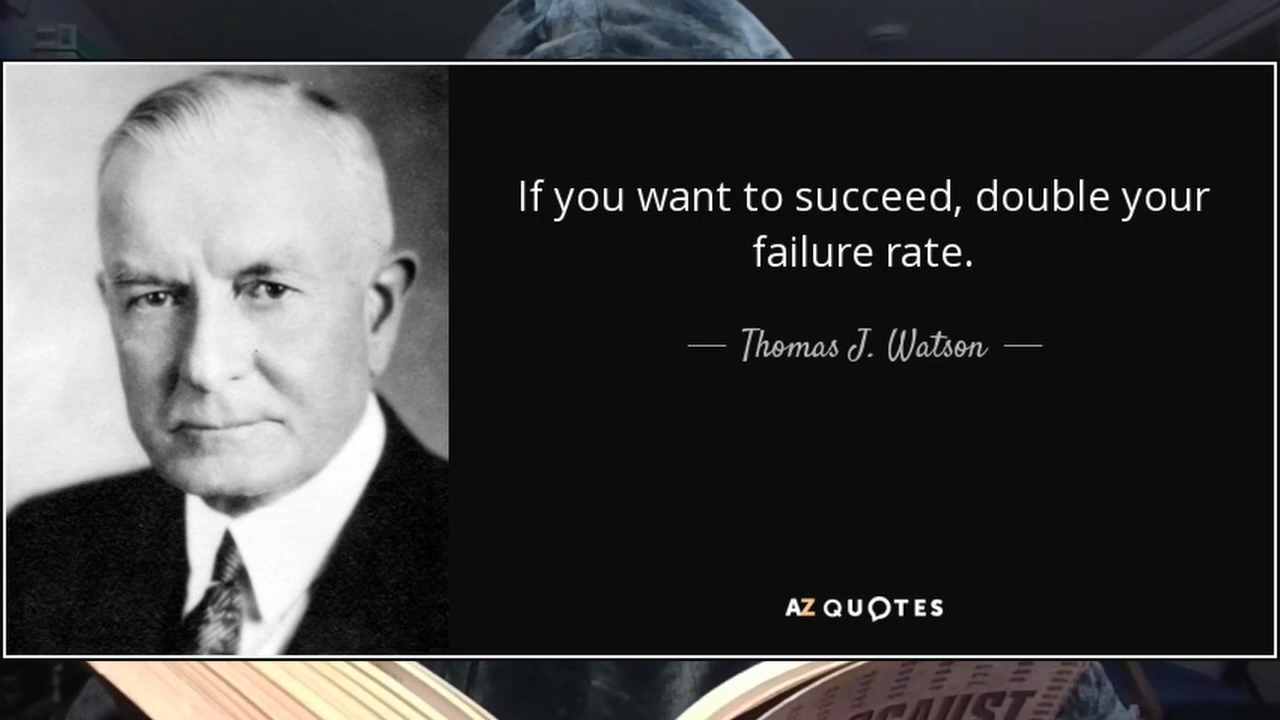 If you want to succeed, double your
failure rate.
Thomas J. Watson
AZ QUOTES